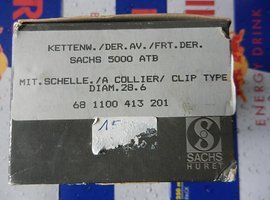 KETTENW./DER.AV./FRT.DER.
SACHS 5000 ATB
MIT.SCHELLE./A COLLIER/ CLIP TYPE
DIAM.28.6
68 1100 413 201
15
SACHS
HURET
ENERGY DRINK